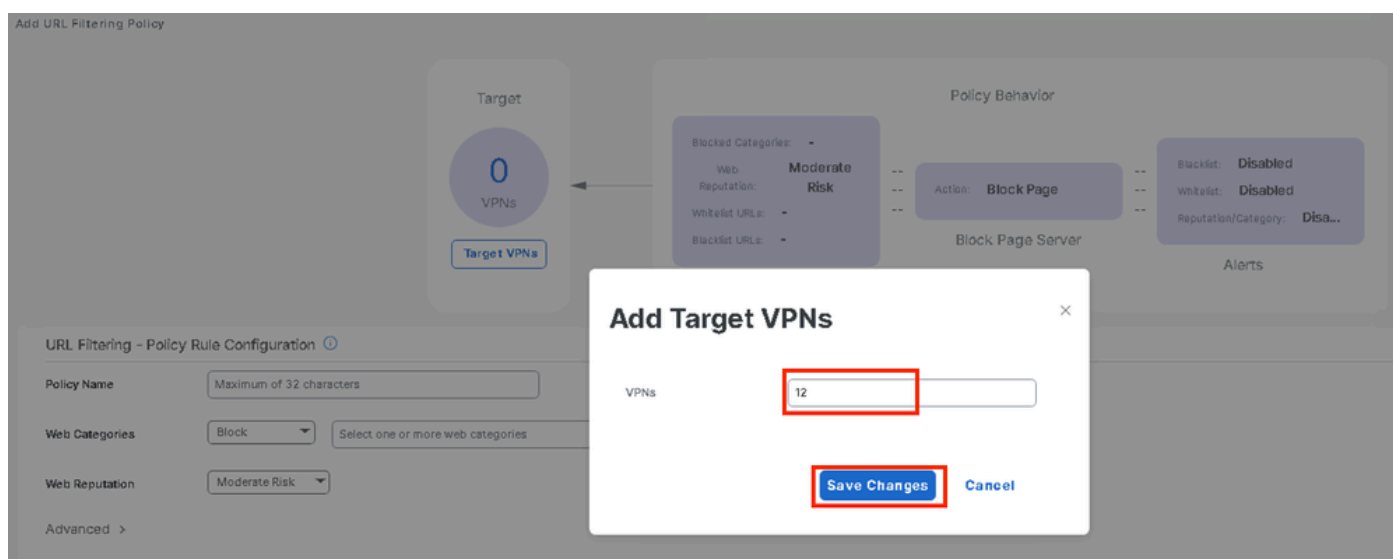 Add URL Filtering Policy
Target
0
VPNs
Target VPNs
Policy Behavior
Blocked Categories: -
Web Reputation: Moderate Risk
Whitelist URLs: -
Blacklist URLs: -
--
--
--
Action: Block Page
Block Page Server
--
--
--
Blacklist: Disabled
Whitelist: Disabled
Reputation/Category: Disa...
Alerts
URL Filtering - Policy Rule Configuration
Policy Name Maximum of 32 characters
Web Categories Block Select one or more web categories
Web Reputation Moderate Risk
Advanced >
Add Target VPNs
VPNs 12
Save Changes Cancel